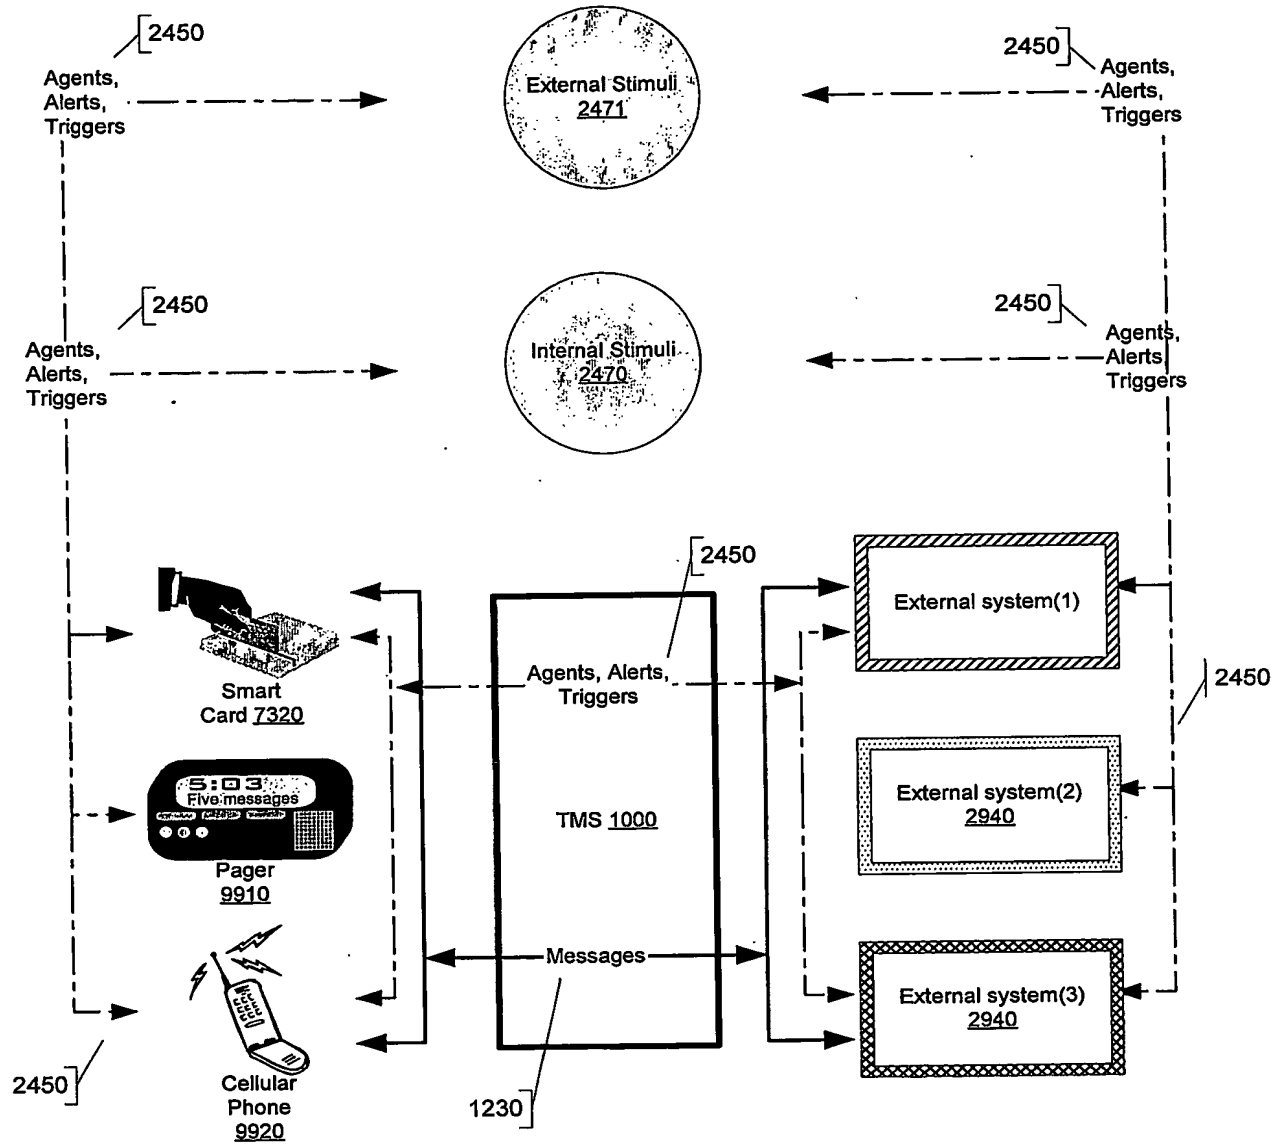 2450
2450
Agents,
Alerts,
Triggers
External Stimuli
2471
Agents,
Alerts,
Triggers
2450
2450
Agents,
Alerts,
Triggers
Internal Stimuli
2470
Agents,
Alerts,
Triggers
2450
External system(1)
Agents, Alerts,
Triggers
2450
Smart
Card 7320
5:03
Five messages
TMS 1000
External system(2)
2940
Pager
9910
Messages
External system(3)
2940
2450
Cellular
Phone
9920
1230